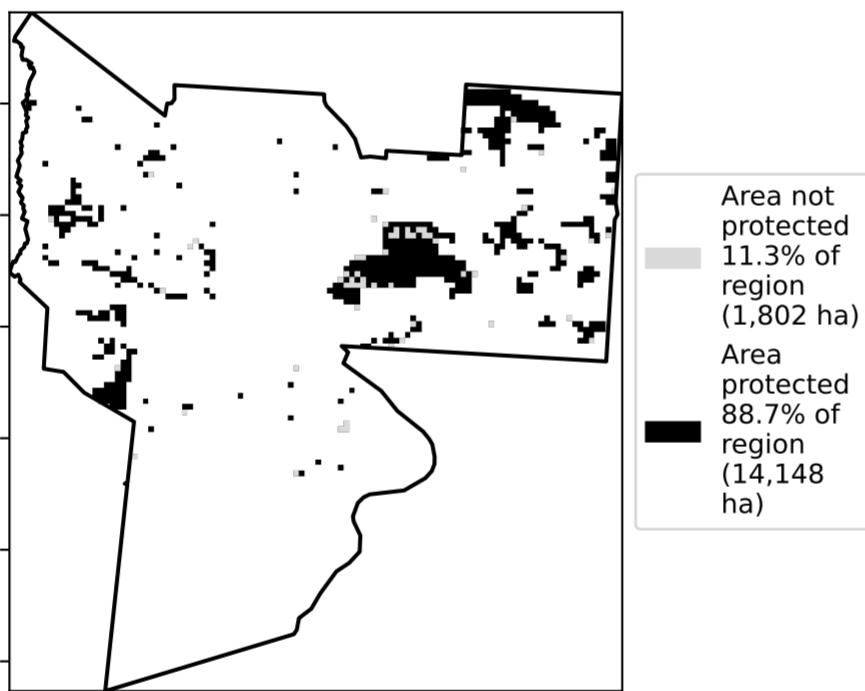 Area not
protected
11.3% of
region
(1,802 ha)
Area
protected
88.7% of
region
(14,148
ha)